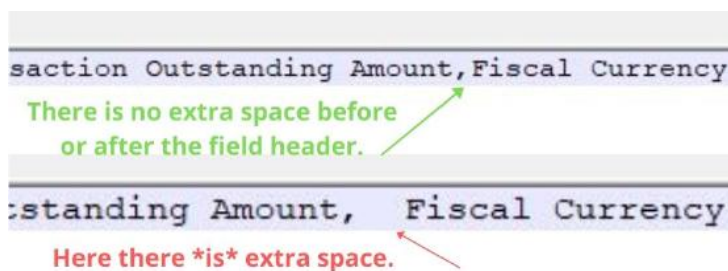 saction Outstanding Amount,Fiscal Currency
There is no extra space before
or after the field header.
tstanding Amount,  Fiscal Currency
Here there *is* extra space.